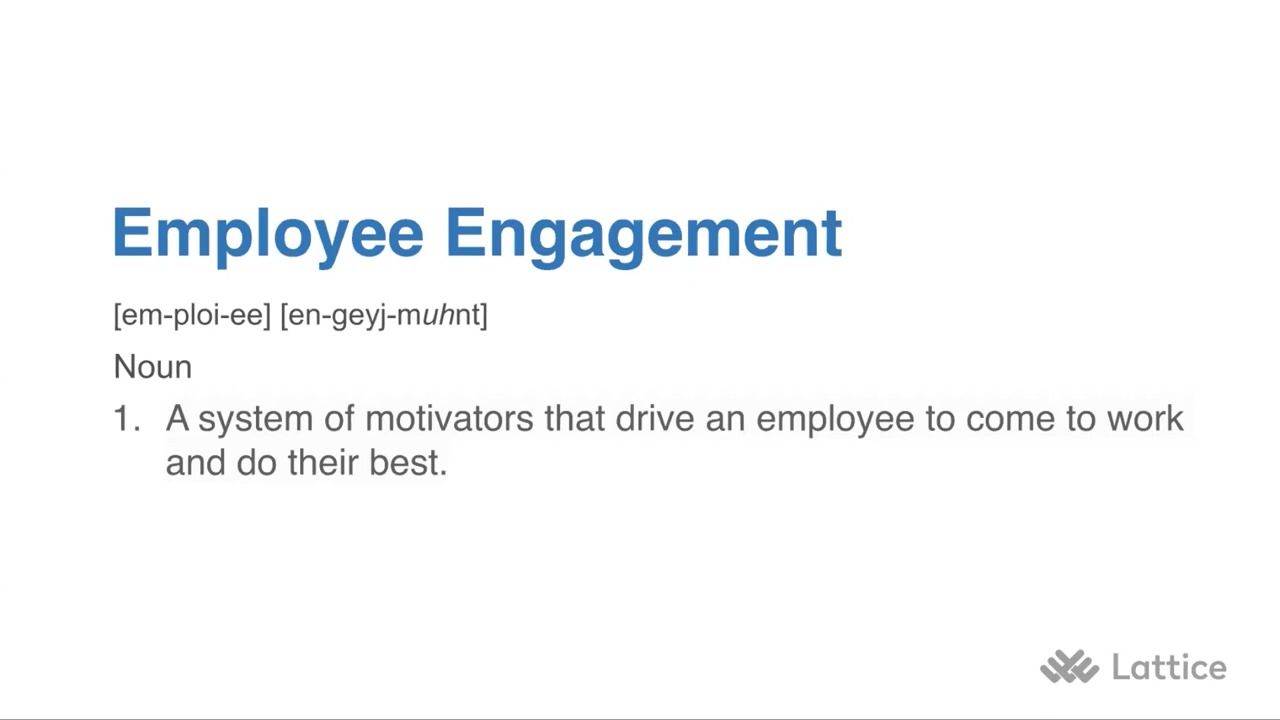 Employee Engagement
[em-ploi-ee] [en-geyj-muhnt]
Noun
1. A system of motivators that drive an employee to come to work
and do their best.
Lattice